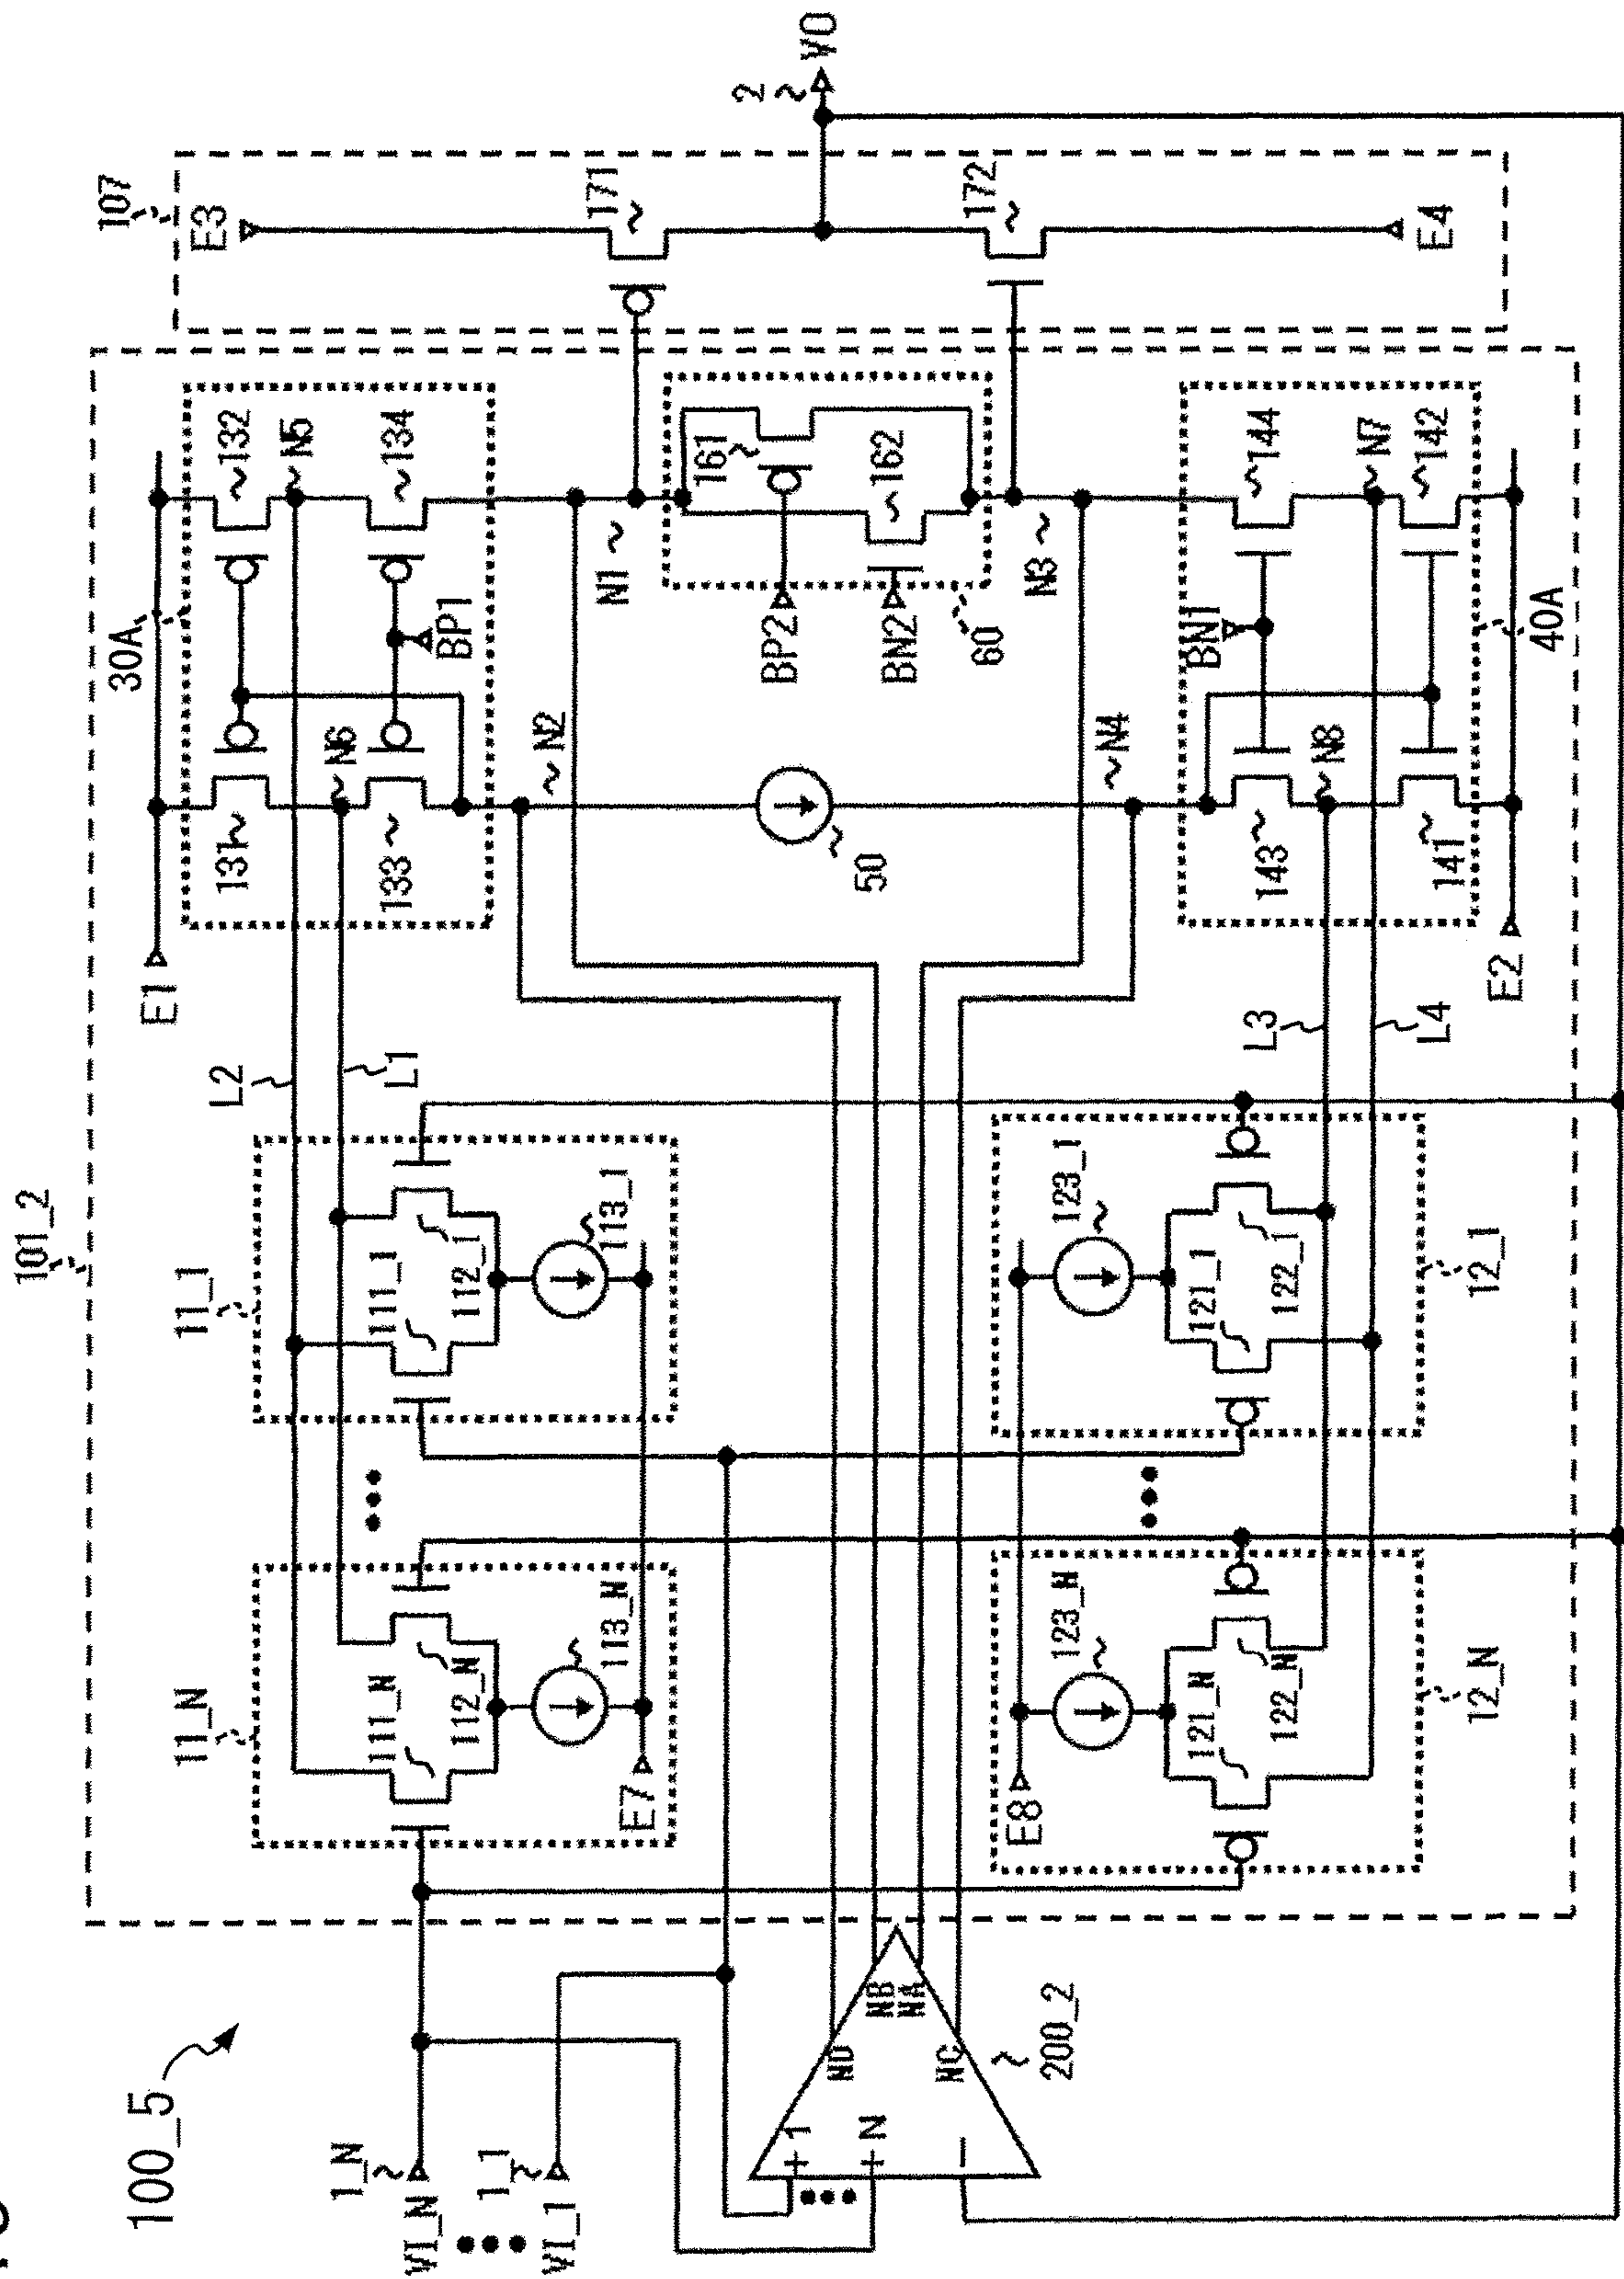 100_5
101_2
107
E3
171
2
VO
172
E4
30A
132
N5
134
N1
161
162
N3
144
N7
142
BP1
BP2
BN2
60
BN1
40A
E1
131
N6
133
N2
50
N4
143
N8
141
E2
L2
L1
L3
L4
11_1
111_1
112_1
113_1
123_1
121_1
122_1
12_1
11_N
111_N
112_N
113_N
E7
E8
123_N
121_N
122_N
12_N
1_N
VI_N
1_1
VI_1
+1
+N
−
ND
NB
NA
NC
200_2